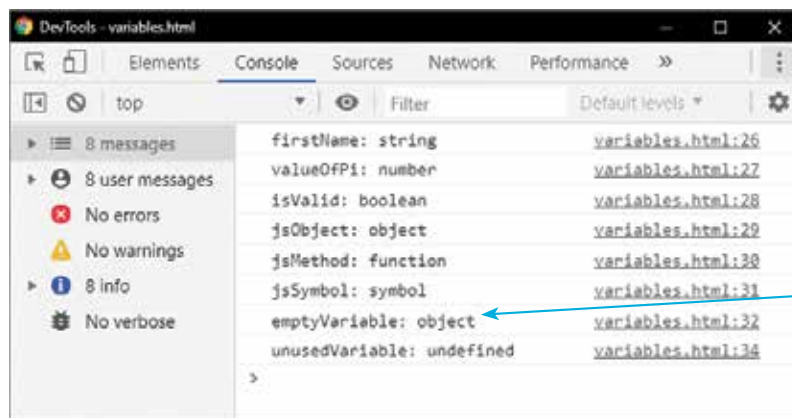 DevTools - variables.html
Elements Console Sources Network Performance »
top Filter Default levels
8 messages
8 user messages
No errors
No warnings
8 info
No verbose
firstName: string variables.html:26
valueOfPi: number variables.html:27
isValid: boolean variables.html:28
jsObject: object variables.html:29
jsMethod: function variables.html:30
jsSymbol: symbol variables.html:31
emptyVariable: object variables.html:32
unusedVariable: undefined variables.html:34
>